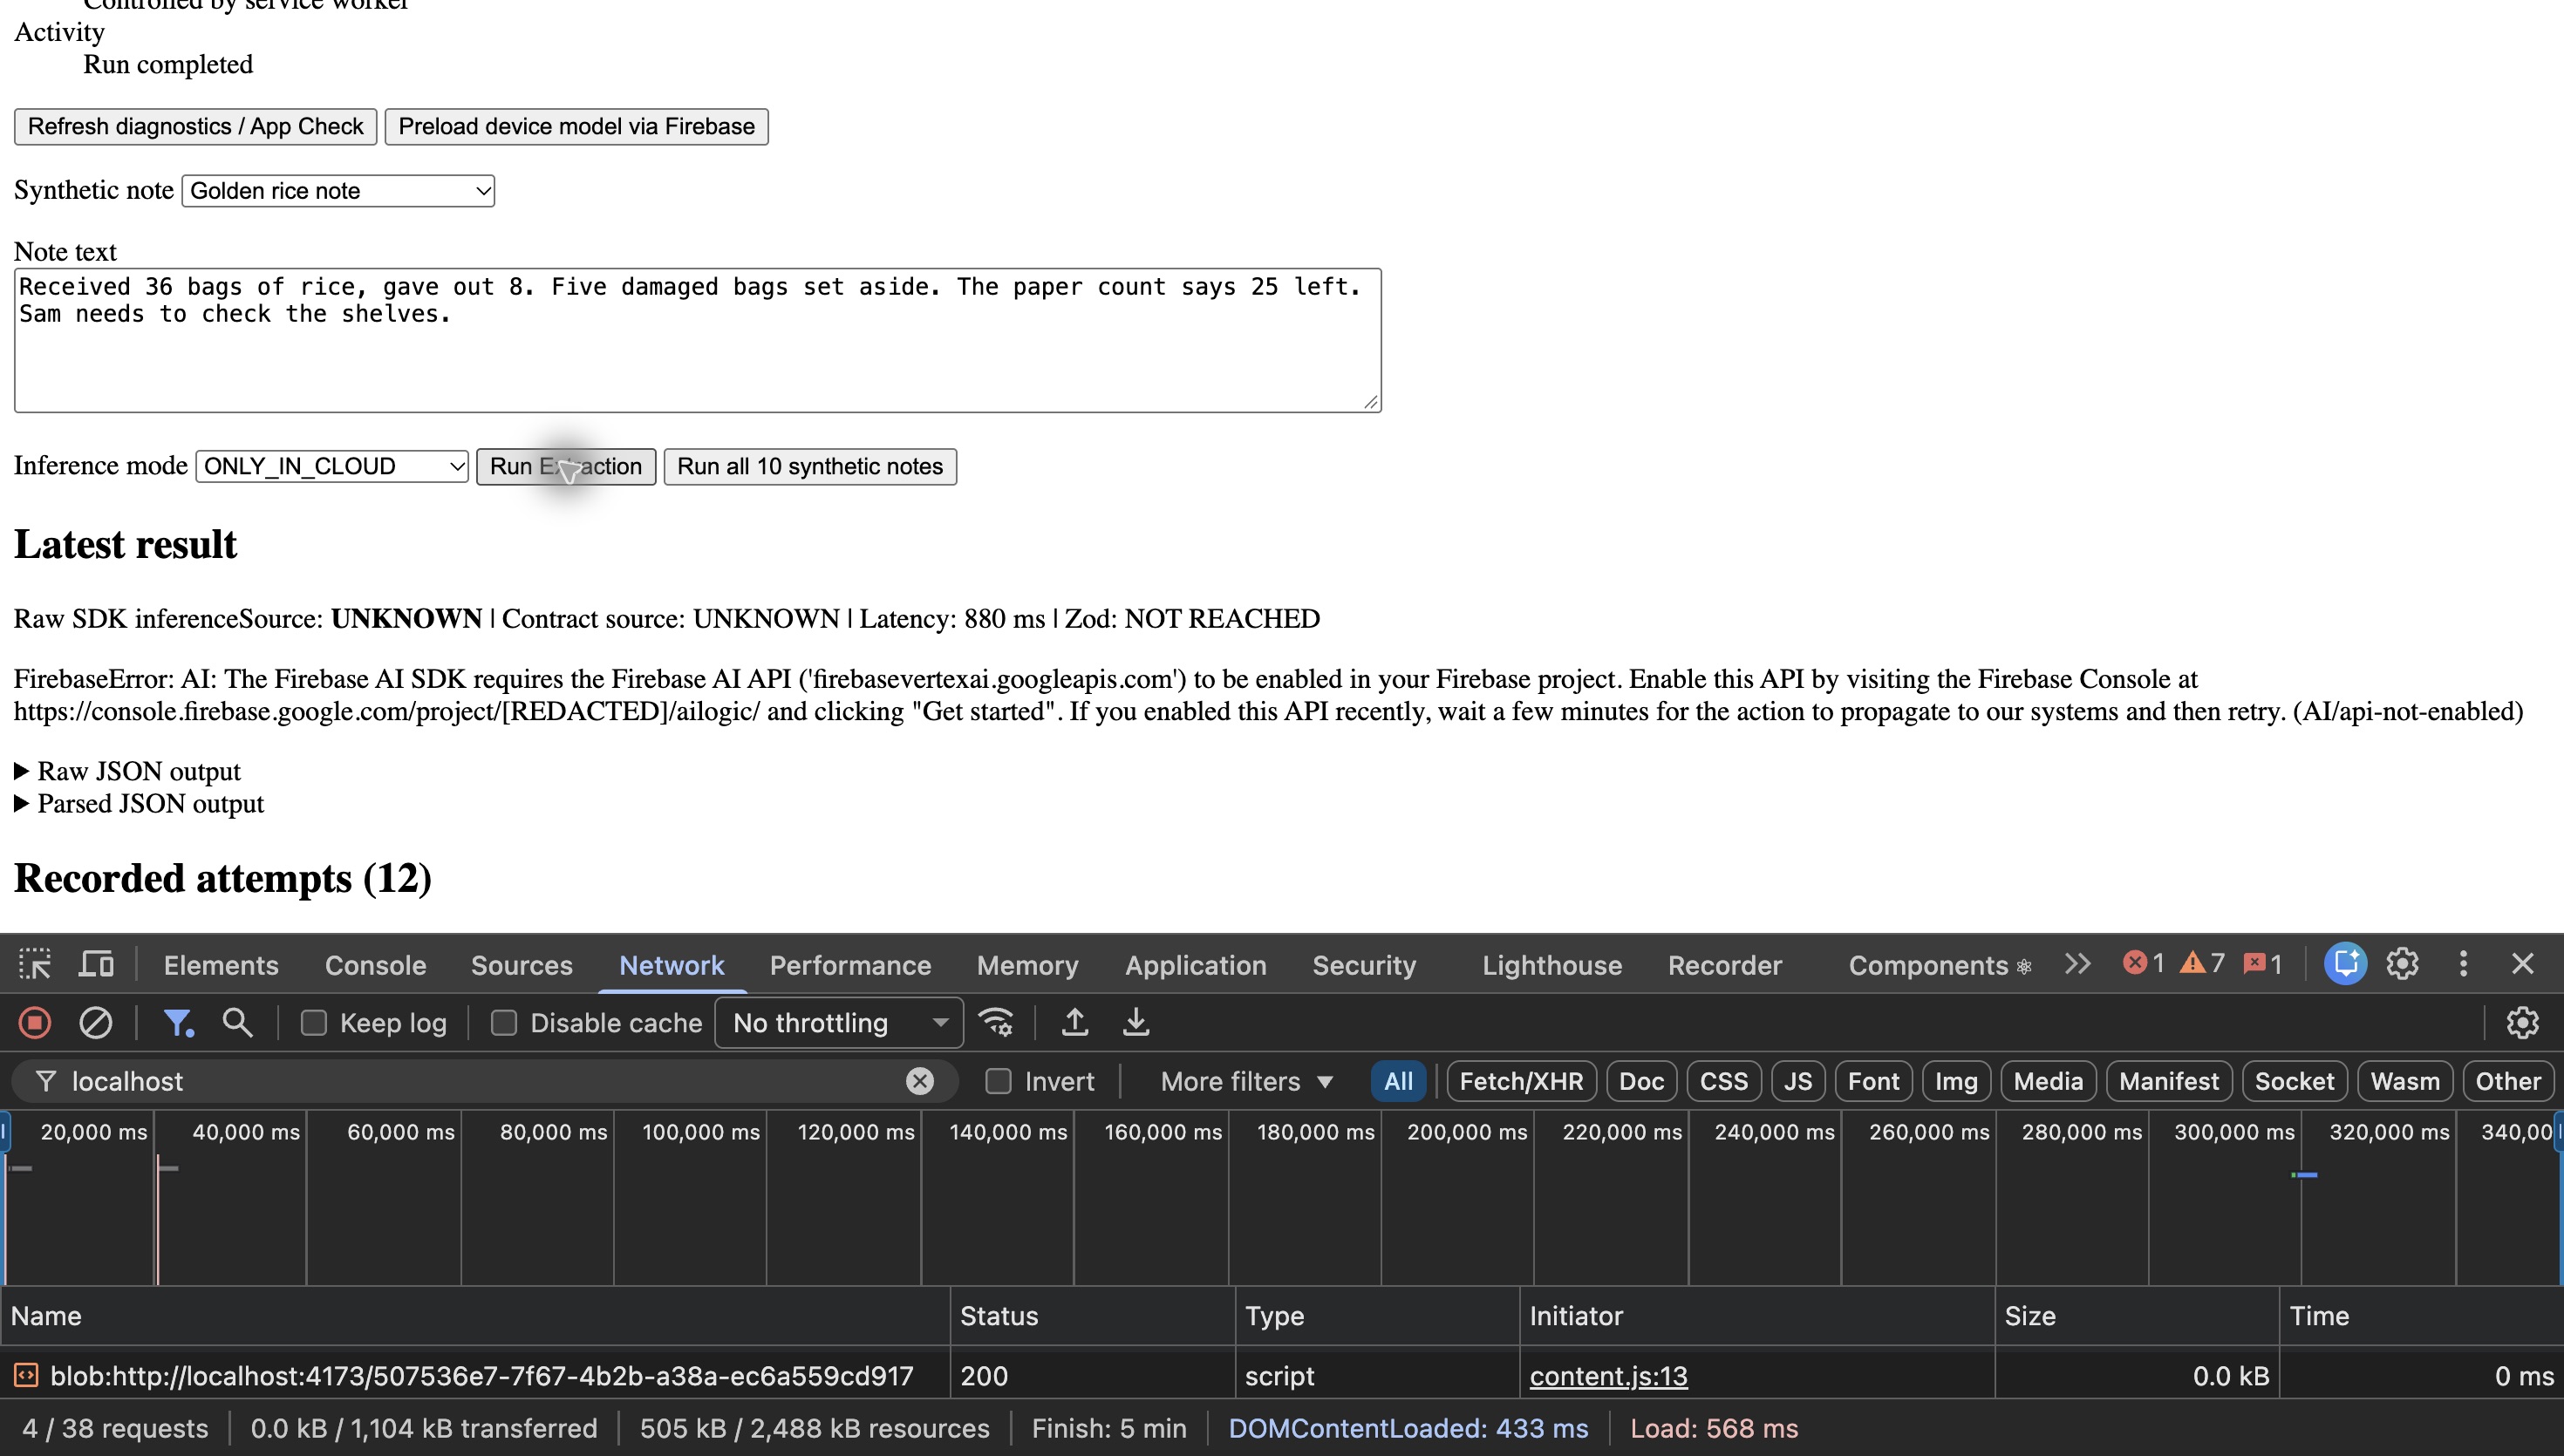 Controlled by service worker
Activity
Run completed
Refresh diagnostics / App Check Preload device model via Firebase
Synthetic note Golden rice note
Note text
Received 36 bags of rice, gave out 8. Five damaged bags set aside. The paper count says 25 left.
Sam needs to check the shelves.
Inference mode ONLY_IN_CLOUD Run Extraction Run all 10 synthetic notes
Latest result
Raw SDK inferenceSource: UNKNOWN | Contract source: UNKNOWN | Latency: 880 ms | Zod: NOT REACHED
FirebaseError: AI: The Firebase AI SDK requires the Firebase AI API ('firebasevertexai.googleapis.com') to be enabled in your Firebase project. Enable this API by visiting the Firebase Console at
https://console.firebase.google.com/project/[REDACTED]/ailogic/ and clicking "Get started". If you enabled this API recently, wait a few minutes for the action to propagate to our systems and then retry. (AI/api-not-enabled)
▶ Raw JSON output
▶ Parsed JSON output
Recorded attempts (12)
Elements Console Sources Network Performance Memory Application Security Lighthouse Recorder Components 1 7 1
Keep log Disable cache No throttling
localhost Invert More filters All Fetch/XHR Doc CSS JS Font Img Media Manifest Socket Wasm Other
20,000 ms 40,000 ms 60,000 ms 80,000 ms 100,000 ms 120,000 ms 140,000 ms 160,000 ms 180,000 ms 200,000 ms 220,000 ms 240,000 ms 260,000 ms 280,000 ms 300,000 ms 320,000 ms 340,00
Name Status Type Initiator Size Time
blob:http://localhost:4173/507536e7-7f67-4b2b-a38a-ec6a559cd917 200 script content.js:13 0.0 kB 0 ms
4 / 38 requests 0.0 kB / 1,104 kB transferred 505 kB / 2,488 kB resources Finish: 5 min DOMContentLoaded: 433 ms Load: 568 ms